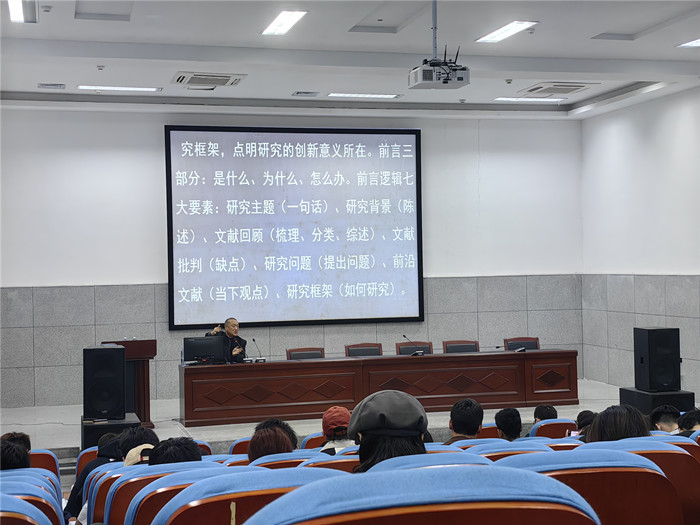 究框架，点明研究的创新意义所在。前言三
部分：是什么、为什么、怎么办。前言逻辑七
大要素：研究主题（一句话）、研究背景（陈
述）、文献回顾（梳理、分类、综述）、文献
批判（缺点）、研究问题（提出问题）、前沿
文献（当下观点）、研究框架（如何研究）。